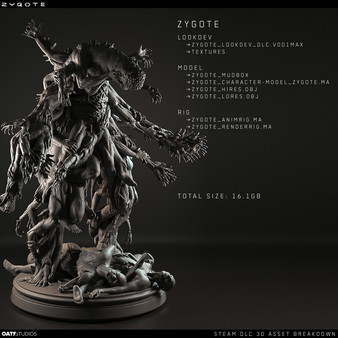 ZYGOTE
ZYGOTE
LOOKDEV
→ZYGOTE_LOOKDEV_DLC.V001MAX
→TEXTURES
MODEL
→ZYGOTE_MUDBOX
→ZYGOTE_CHARACTER-MODEL_ZYGOTE.MA
→ZYGOTE_HIRES.OBJ
→ZYGOTE_LORES.OBJ
RIG
→ZYGOTE_ANIMRIG.MA
→ZYGOTE_RENDERRIG.MA
TOTAL SIZE: 16.1GB
OATS/STUDIOS
STEAM DLC 3D ASSET BREAKDOWN